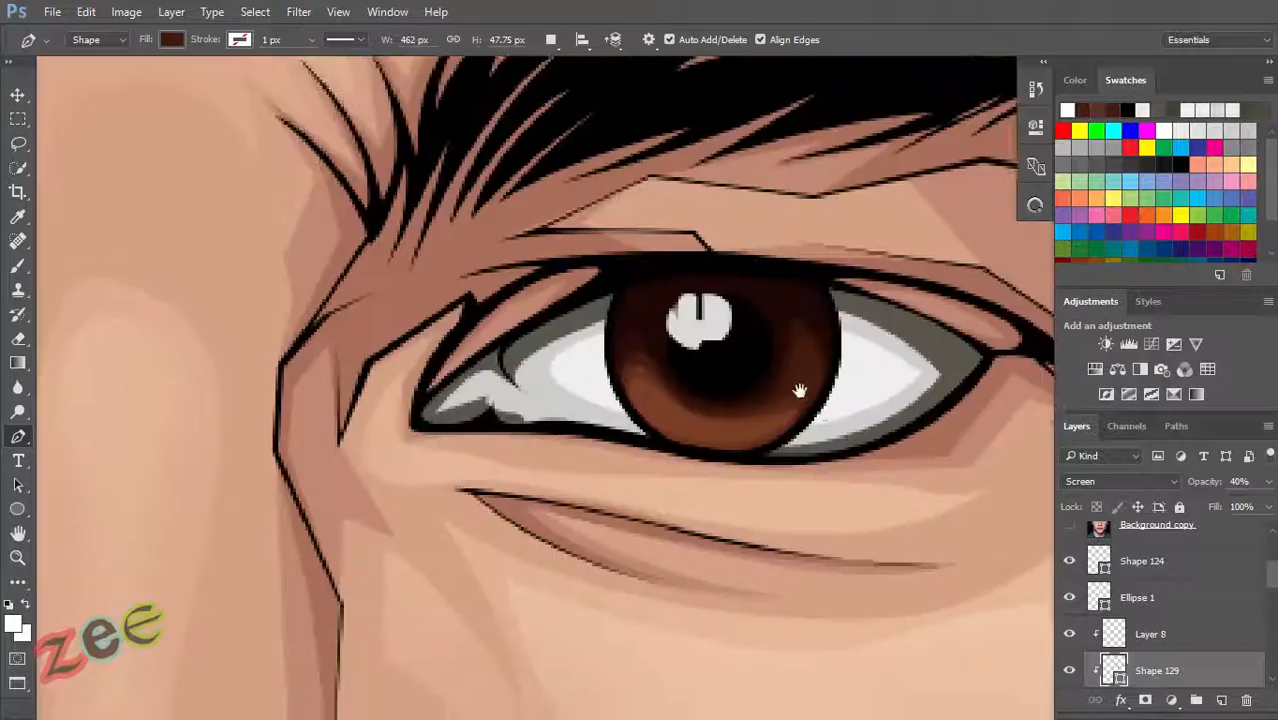 Ps File Edit Image Layer Type Select Filter View Window Help
Shape Fill: Stroke: 1 px W: 462 px H: 47.75 px Auto Add/Delete Align Edges Essentials
Color Swatches
Adjustments Styles
Add an adjustment
Layers Channels Paths
Kind
Screen Opacity: 40%
Lock: Fill: 100%
Background copy
Shape 124
Ellipse 1
Layer 8
Shape 129
fx
T
zee